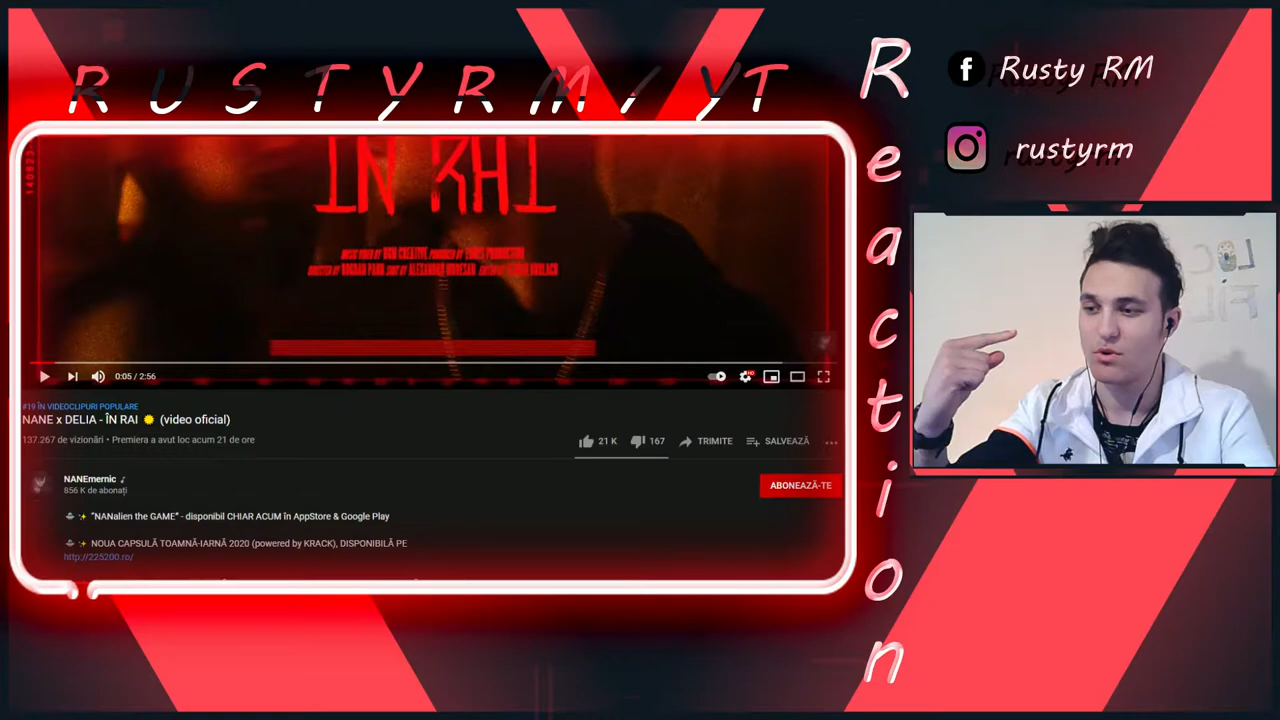 RUSTYRM/YT
Reaction
Rusty RM
rustyrm
ÎN RAI
0:05 / 2:56
HD
#19 ÎN VIDEOCLIPURI POPULARE
NANE x DELIA - ÎN RAI (video oficial)
137.267 de vizionări • Premiera a avut loc acum 21 de ore
21 K
167
TRIMITE
SALVEAZĂ
NANEmernic
856 K de abonați
ABONEAZĂ-TE
"NANalien the GAME" - disponibil CHIAR ACUM în AppStore & Google Play
NOUA CAPSULĂ TOAMNĂ-IARNĂ 2020 (powered by KRACK), DISPONIBILĂ PE
http://225200.ro/